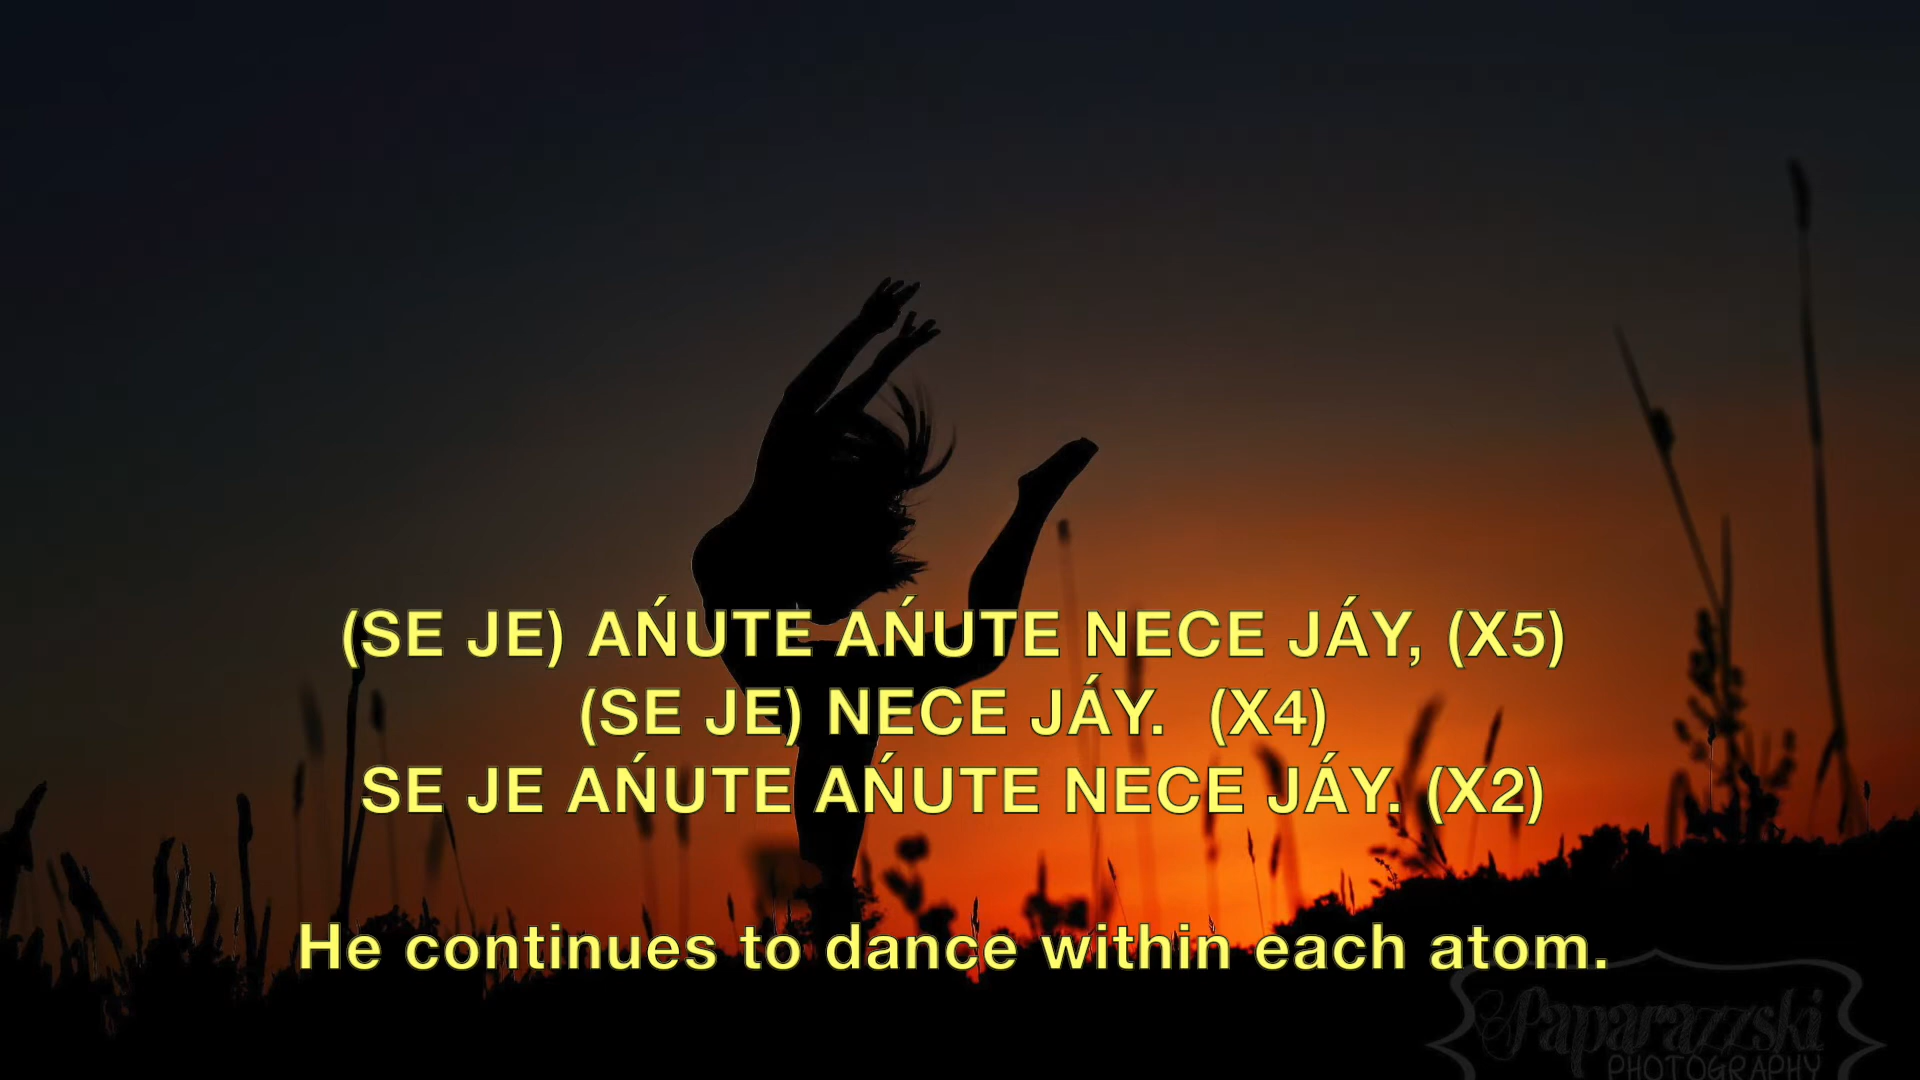 (SE JE) AŃUTE AŃUTE NECE JÁY, (X5)
(SE JE) NECE JÁY. (X4)
SE JE AŃUTE AŃUTE NECE JÁY. (X2)
He continues to dance within each atom.
Paparazzski
PHOTOGRAPHY